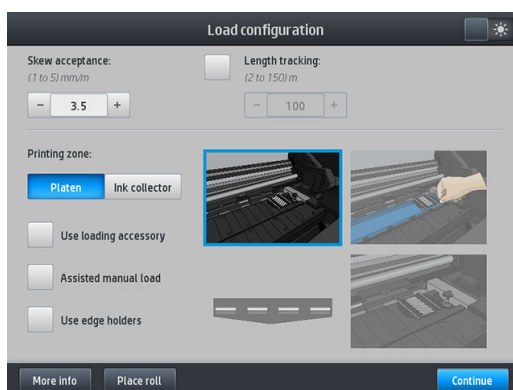 Load configuration
Skew acceptance:
(1 to 5) mm/m
− 3.5 +
Length tracking:
(2 to 150) m
− 100 +
Printing zone:
Platen Ink collector
Use loading accessory
Assisted manual load
Use edge holders
More info Place roll Continue